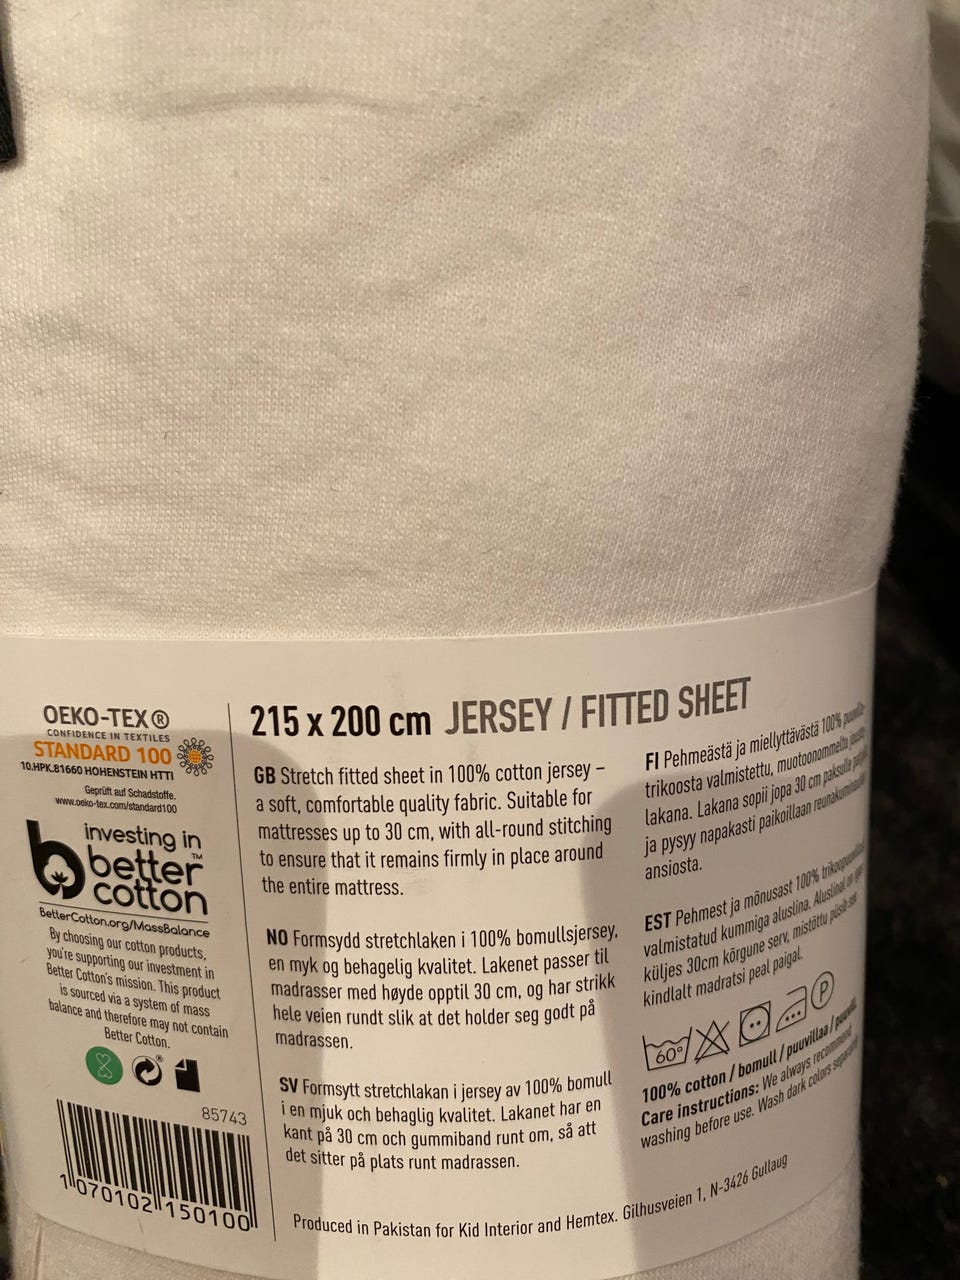 OEKO-TEX®
CONFIDENCE IN TEXTILES
STANDARD 100
10.HPK.81660 HOHENSTEIN HTTI
Geprüft auf Schadstoffe.
www.oeko-tex.com/standard100
investing in
better™
cotton
BetterCotton.org/MassBalance
By choosing our cotton products,
you're supporting our investment in
Better Cotton's mission. This product
is sourced via a system of mass
balance and therefore may not contain
Better Cotton.
85743
1 070102 150100
215 x 200 cm JERSEY / FITTED SHEET
GB Stretch fitted sheet in 100% cotton jersey –
a soft, comfortable quality fabric. Suitable for
mattresses up to 30 cm, with all-round stitching
to ensure that it remains firmly in place around
the entire mattress.
NO Formsydd stretchlaken i 100% bomullsjersey,
en myk og behagelig kvalitet. Lakenet passer til
madrasser med høyde opptil 30 cm, og har strikk
hele veien rundt slik at det holder seg godt på
madrassen.
SV Formsytt stretchlakan i jersey av 100% bomull
i en mjuk och behaglig kvalitet. Lakanet har en
kant på 30 cm och gummiband runt om, så att
det sitter på plats runt madrassen.
FI Pehmeästä ja miellyttävästä 100%
trikoosta valmistettu, muotoonommeltu
lakana. Lakana sopii jopa 30 cm paksulle
ja pysyy napakasti paikoillaan
ansiosta.
EST Pehmest ja mõnusast 100%
valmistatud kummiga aluslina. Aluslinal on
küljes 30cm kõrgune serv, mistõttu püsib see
kindlalt madratsi peal paigal.
60° P
100% cotton / bomull / puuvillaa /
Care instructions: We always recommend
washing before use. Wash dark colors
Produced in Pakistan for Kid Interior and Hemtex. Gilhusveien 1, N-3426 Gullaug